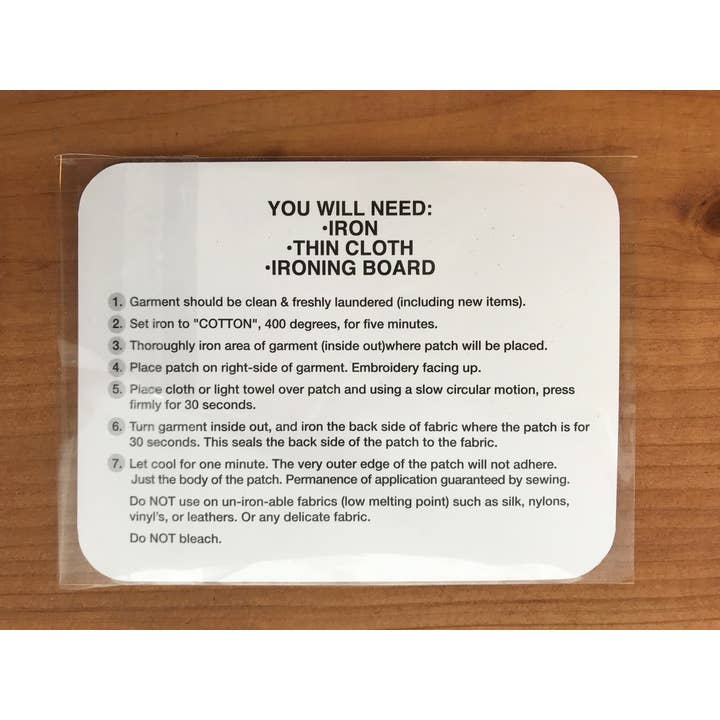 YOU WILL NEED:
•IRON
•THIN CLOTH
•IRONING BOARD
1. Garment should be clean & freshly laundered (including new items).
2. Set iron to "COTTON", 400 degrees, for five minutes.
3. Thoroughly iron area of garment (inside out)where patch will be placed.
4. Place patch on right-side of garment. Embroidery facing up.
5. Place cloth or light towel over patch and using a slow circular motion, press
firmly for 30 seconds.
6. Turn garment inside out, and iron the back side of fabric where the patch is for
30 seconds. This seals the back side of the patch to the fabric.
7. Let cool for one minute. The very outer edge of the patch will not adhere.
Just the body of the patch. Permanence of application guaranteed by sewing.
Do NOT use on un-iron-able fabrics (low melting point) such as silk, nylons,
vinyl's, or leathers. Or any delicate fabric.
Do NOT bleach.